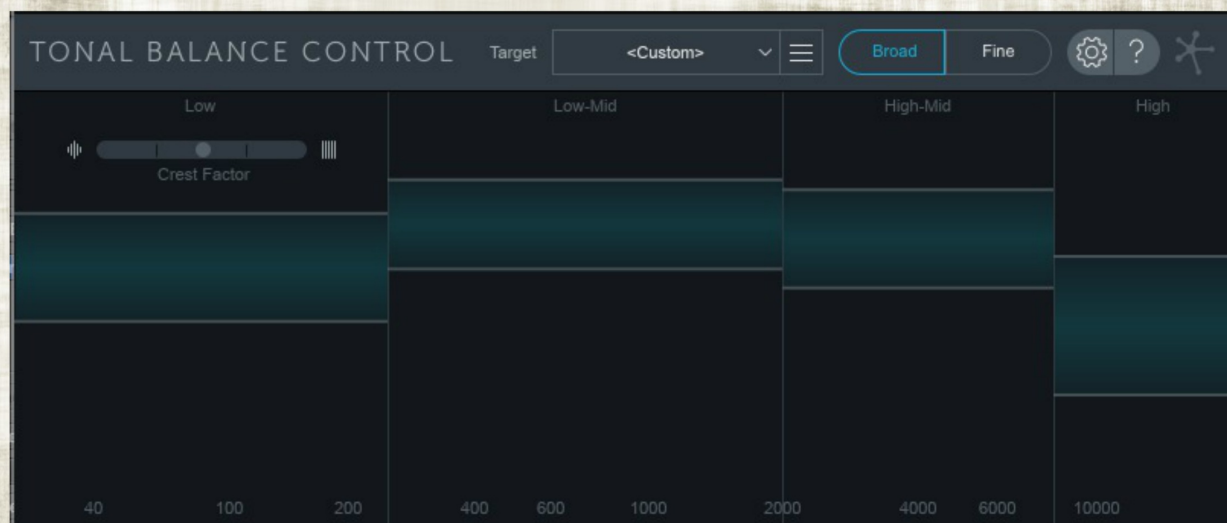 TONAL BALANCE CONTROL Target <Custom> Broad Fine ?
Low Low-Mid High-Mid High
Crest Factor
40 100 200 400 600 1000 2000 4000 6000 10000